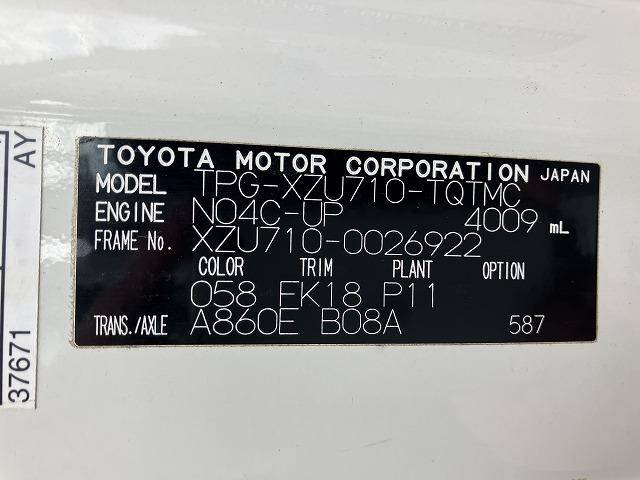 TOYOTA MOTOR CORPORATION JAPAN
MODEL TPG-XZU710-TQTMC
ENGINE N04C-UP 4009 mL
FRAME No. XZU710-0026922
COLOR TRIM PLANT OPTION
058 FK18 P11
TRANS./AXLE A860E B08A 587
37671 AY